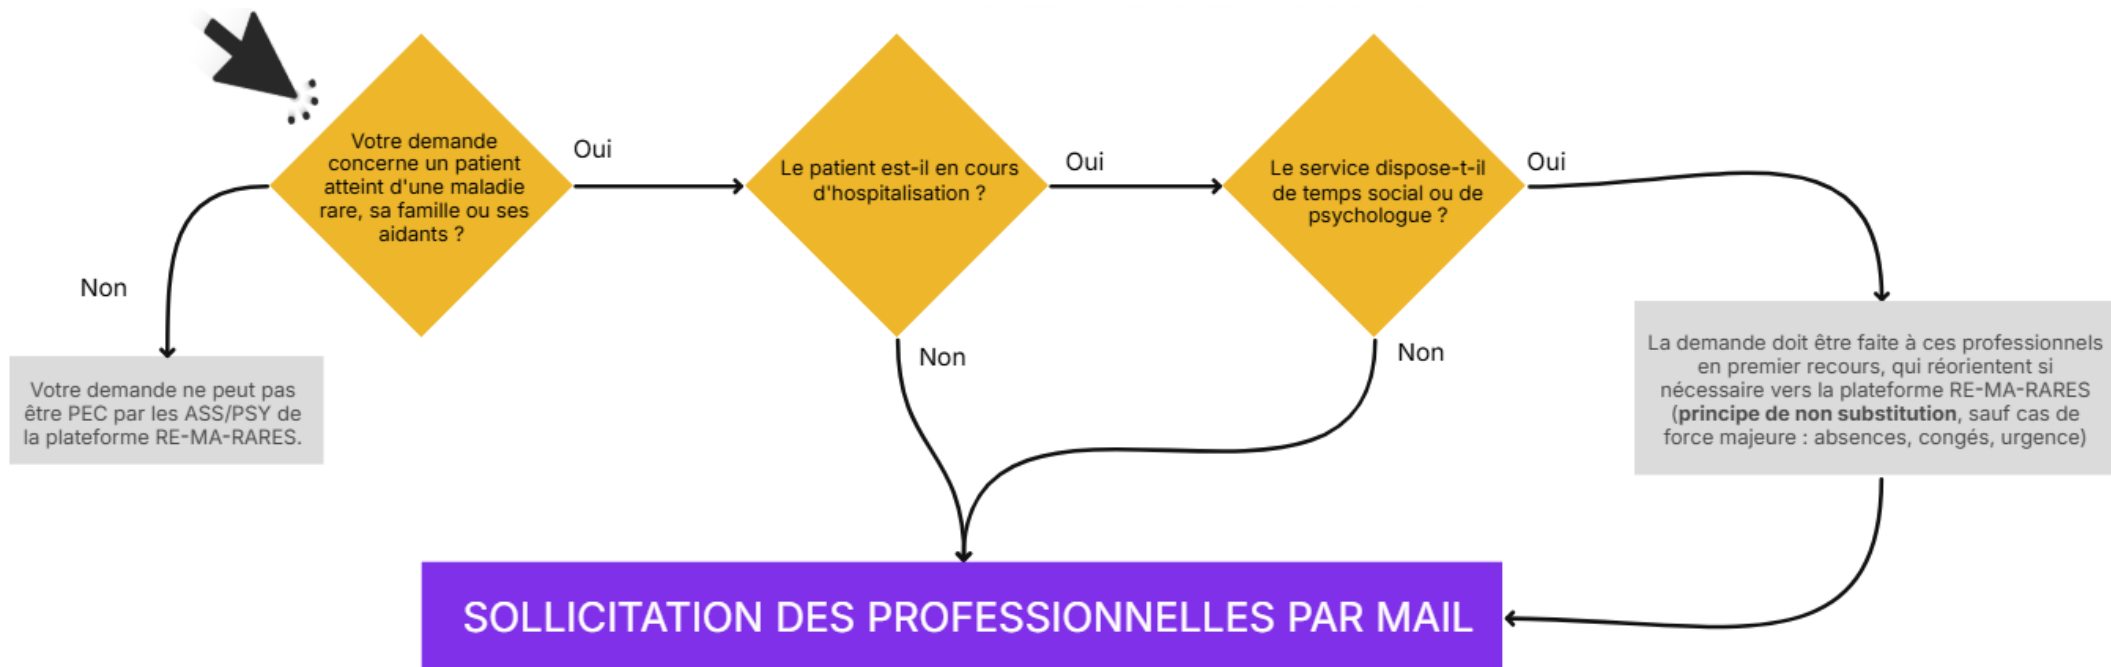 Votre demande
concerne un patient
atteint d'une maladie
rare, sa famille ou ses
aidants ?
Oui
Non
Votre demande ne peut pas
être PEC par les ASS/PSY de
la plateforme RE-MA-RARES.
Le patient est-il en cours
d'hospitalisation ?
Oui
Non
Le service dispose-t-il
de temps social ou de
psychologue ?
Oui
Non
La demande doit être faite à ces professionnels
en premier recours, qui réorientent si
nécessaire vers la plateforme RE-MA-RARES
(principe de non substitution, sauf cas de
force majeure : absences, congés, urgence)
SOLLICITATION DES PROFESSIONNELLES PAR MAIL